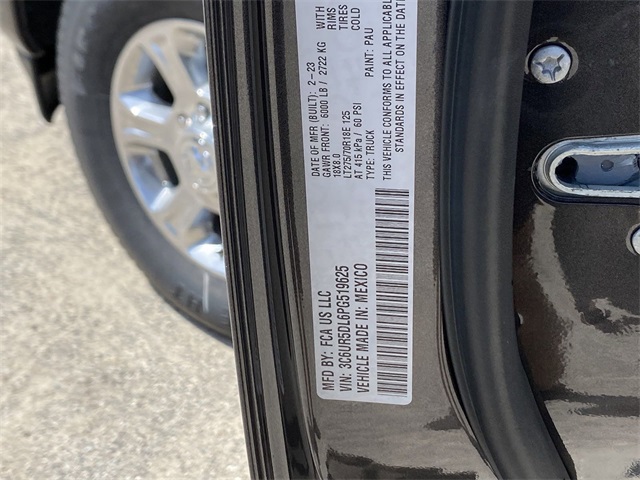 MFD BY: FCA US LLC
DATE OF MFR (BUILT): 2-23
GAWR FRONT: 6000 LB / 2722 KG WITH
18X8.0 RIMS
LT275/70R18E 125 TIRES
AT 415 kPa / 60 PSI COLD
TYPE: TRUCK PAINT: PAU
THIS VEHICLE CONFORMS TO ALL APPLICABLE
STANDARDS IN EFFECT ON THE DATE
VIN: 3C6UR5DL6PG519625
VEHICLE MADE IN: MEXICO